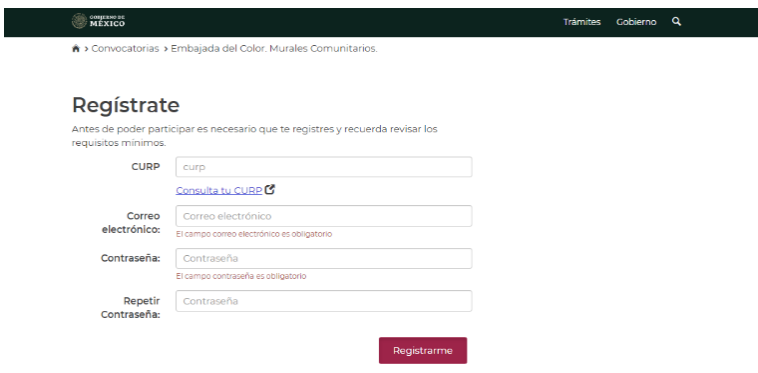 GOBIERNO DE
MÉXICO
Trámites Gobierno
> Convocatorias > Embajada del Color. Murales Comunitarios.
Regístrate
Antes de poder participar es necesario que te registres y recuerda revisar los
requisitos mínimos.
CURP curp
Consulta tu CURP
Correo
electrónico: Correo electrónico
El campo correo electrónico es obligatorio
Contraseña: Contraseña
El campo contraseña es obligatorio
Repetir
Contraseña: Contraseña
Registrarme